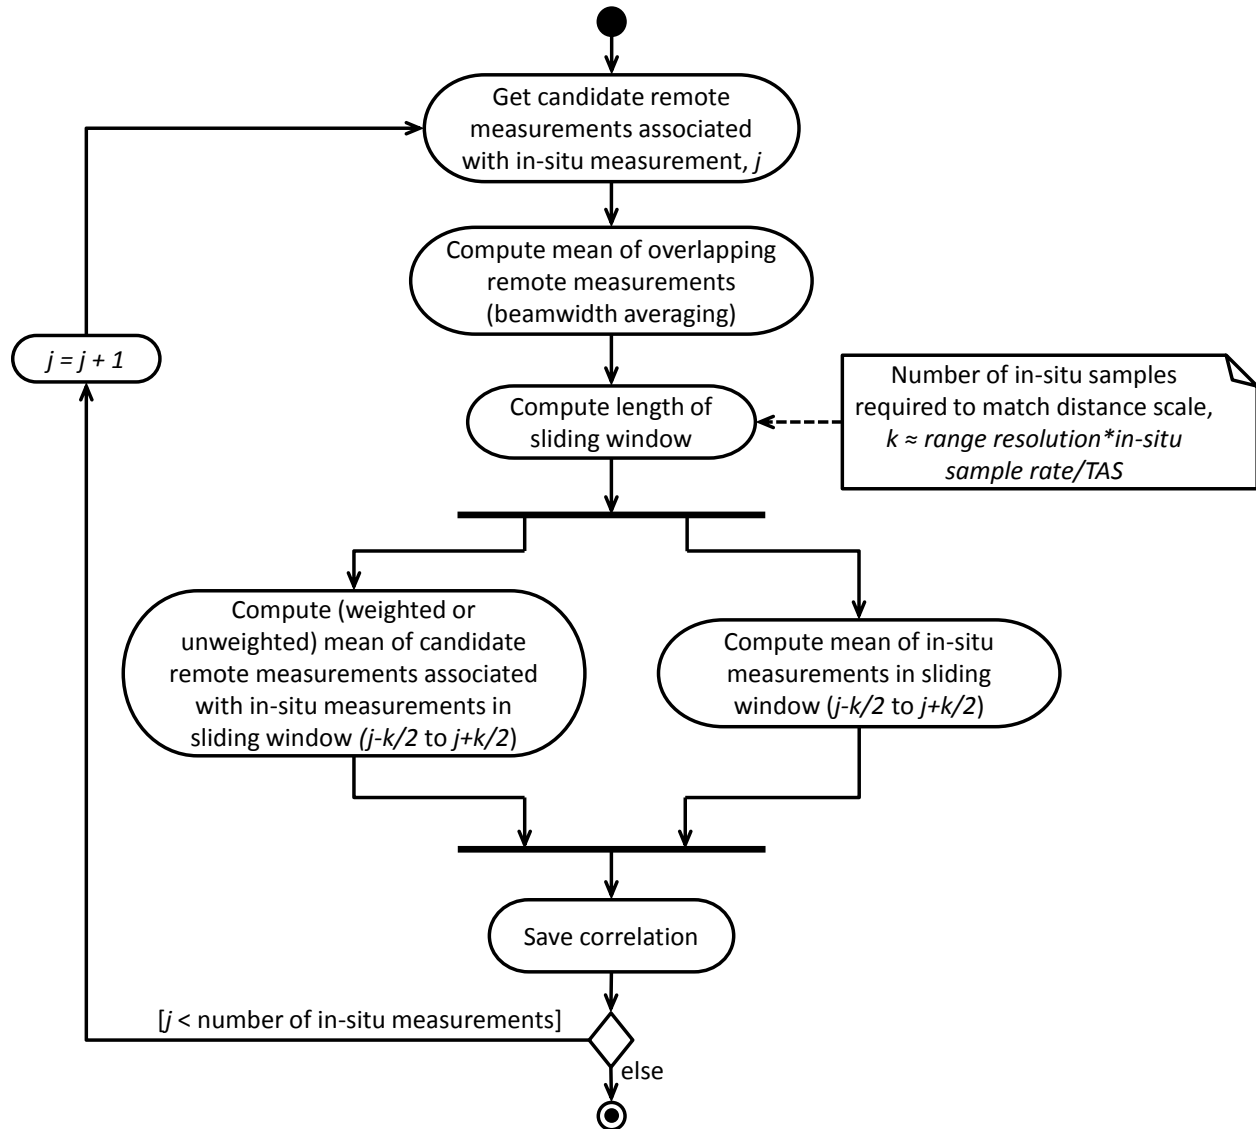 Get candidate remote
measurements associated
with in-situ measurement, j
Compute mean of overlapping
remote measurements
(beamwidth averaging)
j = j + 1
Number of in-situ samples
required to match distance scale,
k ≈ range resolution*in-situ
sample rate/TAS
Compute length of
sliding window
Compute (weighted or
unweighted) mean of candidate
remote measurements associated
with in-situ measurements in
sliding window (j-k/2 to j+k/2)
Compute mean of in-situ
measurements in sliding
window (j-k/2 to j+k/2)
Save correlation
[j < number of in-situ measurements]
else